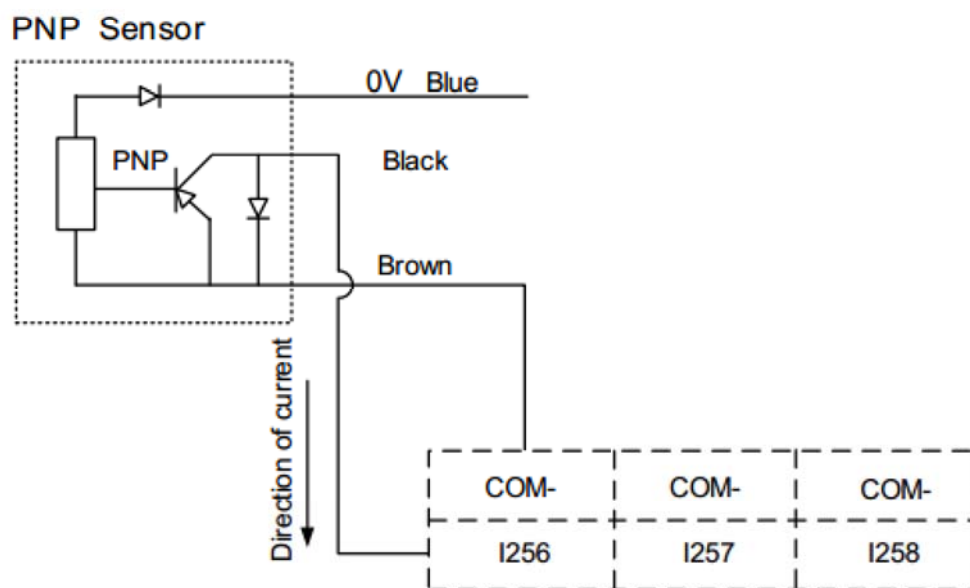 PNP Sensor
0V Blue
PNP
Black
Brown
Direction of current
COM- COM- COM-
I256 I257 I258